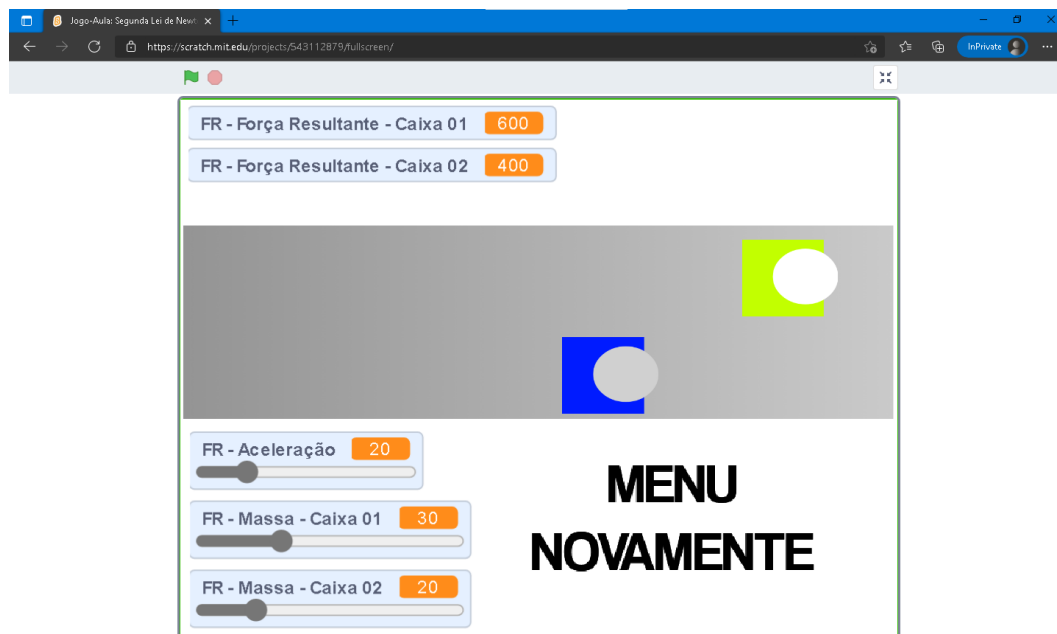 Jogo-Aula: Segunda Lei de Newt
https://scratch.mit.edu/projects/543112879/fullscreen/
InPrivate
FR - Força Resultante - Caixa 01 600
FR - Força Resultante - Caixa 02 400
FR - Aceleração 20
FR - Massa - Caixa 01 30
FR - Massa - Caixa 02 20
MENU
NOVAMENTE